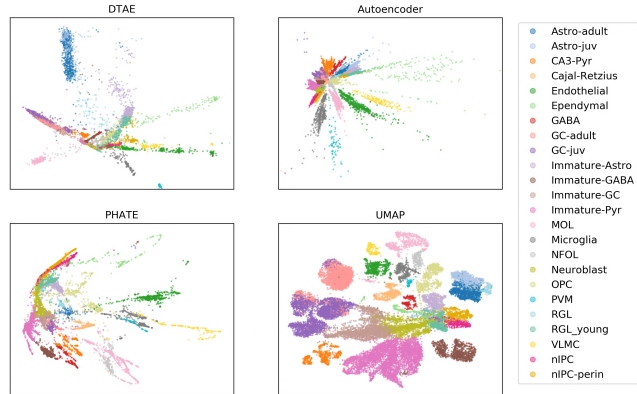 DTAE
Autoencoder
PHATE
UMAP
Astro-adult
Astro-juv
CA3-Pyr
Cajal-Retzius
Endothelial
Ependymal
GABA
GC-adult
GC-juv
Immature-Astro
Immature-GABA
Immature-GC
Immature-Pyr
MOL
Microglia
NFOL
Neuroblast
OPC
PVM
RGL
RGL_young
VLMC
nIPC
nIPC-perin